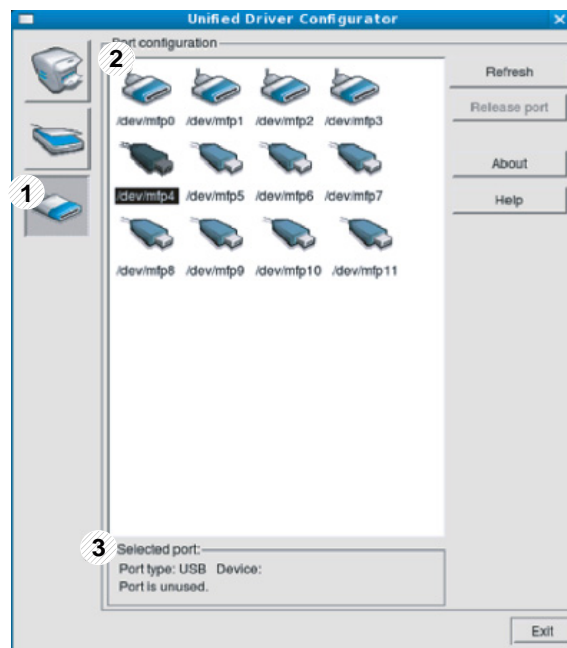 Unified Driver Configurator
2
Port configuration
Refresh
/dev/mfp0 /dev/mfp1 /dev/mfp2 /dev/mfp3
Release port
About
1
/dev/mfp4 /dev/mfp5 /dev/mfp6 /dev/mfp7
Help
/dev/mfp8 /dev/mfp9 /dev/mfp10 /dev/mfp11
3
Selected port:
Port type: USB Device:
Port is unused.
Exit